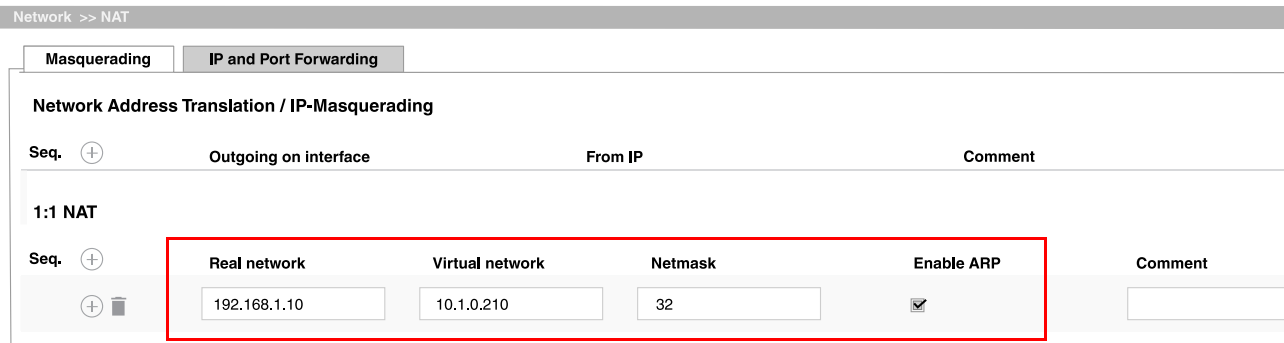 Network >> NAT
Masquerading IP and Port Forwarding
Network Address Translation / IP-Masquerading
Seq. Outgoing on interface From IP Comment
1:1 NAT
Seq. Real network Virtual network Netmask Enable ARP Comment
192.168.1.10 10.1.0.210 32